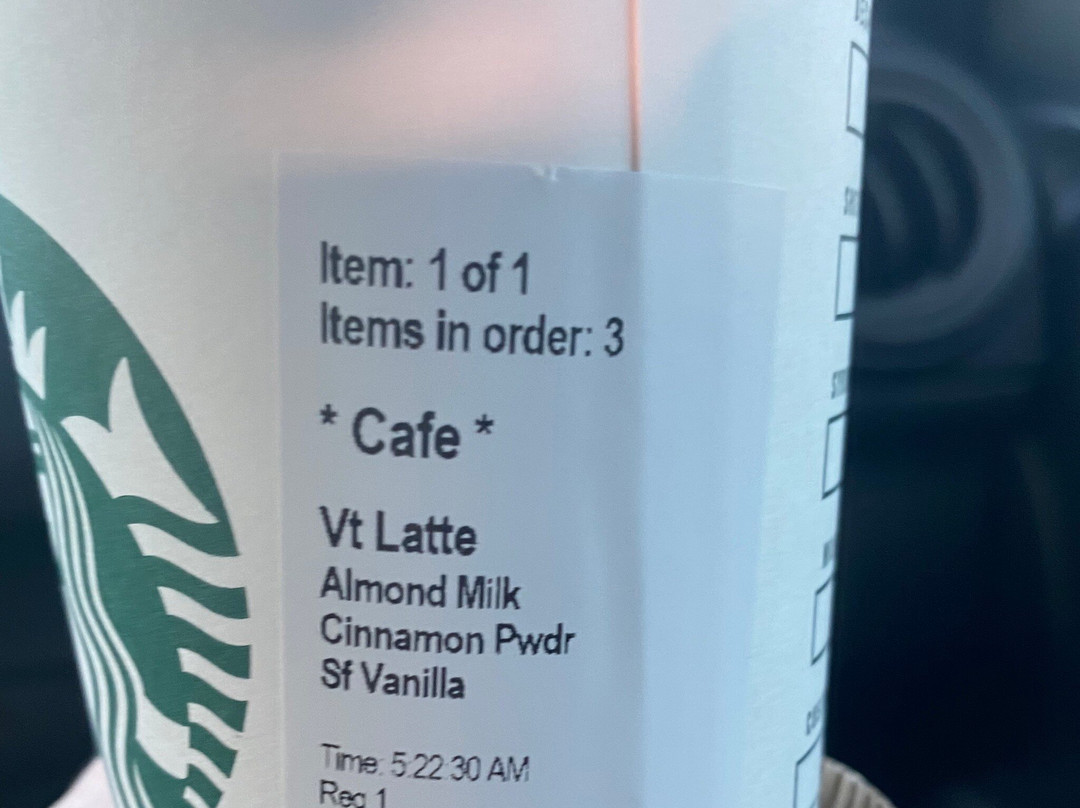 Item: 1 of 1
Items in order: 3
* Cafe *
Vt Latte
Almond Milk
Cinnamon Pwdr
Sf Vanilla
Time: 5:22:30 AM
Reg 1